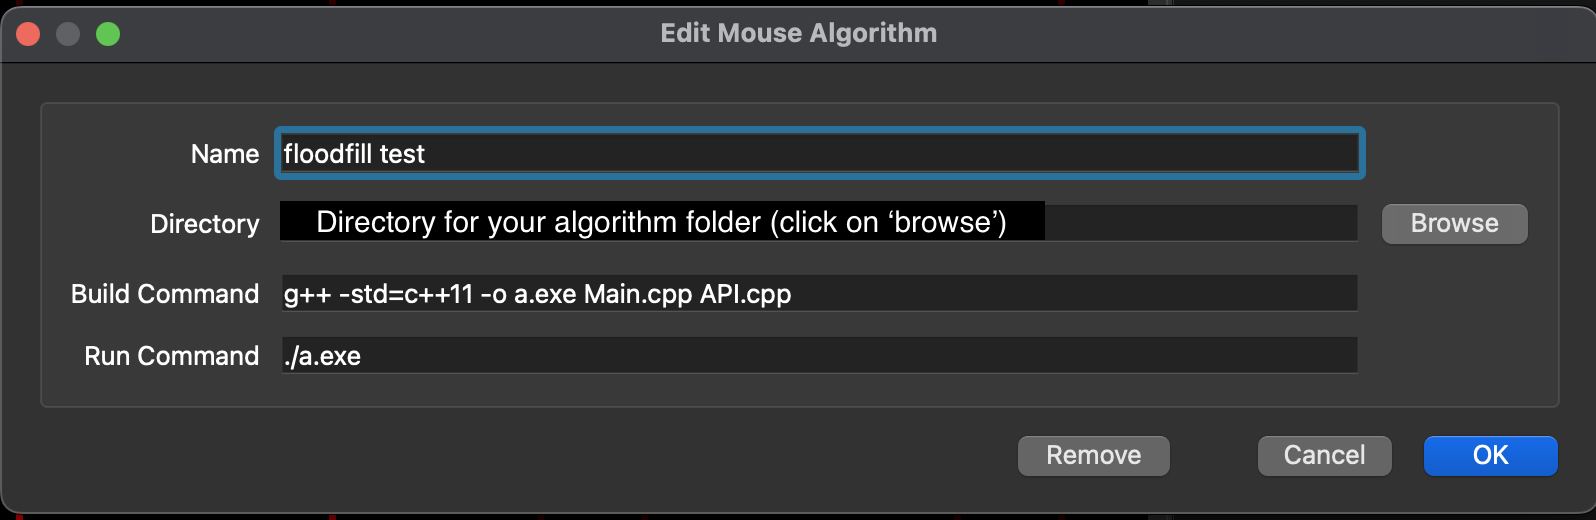 Edit Mouse Algorithm
Name floodfill test
Directory Directory for your algorithm folder (click on ‘browse’) Browse
Build Command g++ -std=c++11 -o a.exe Main.cpp API.cpp
Run Command ./a.exe
Remove Cancel OK